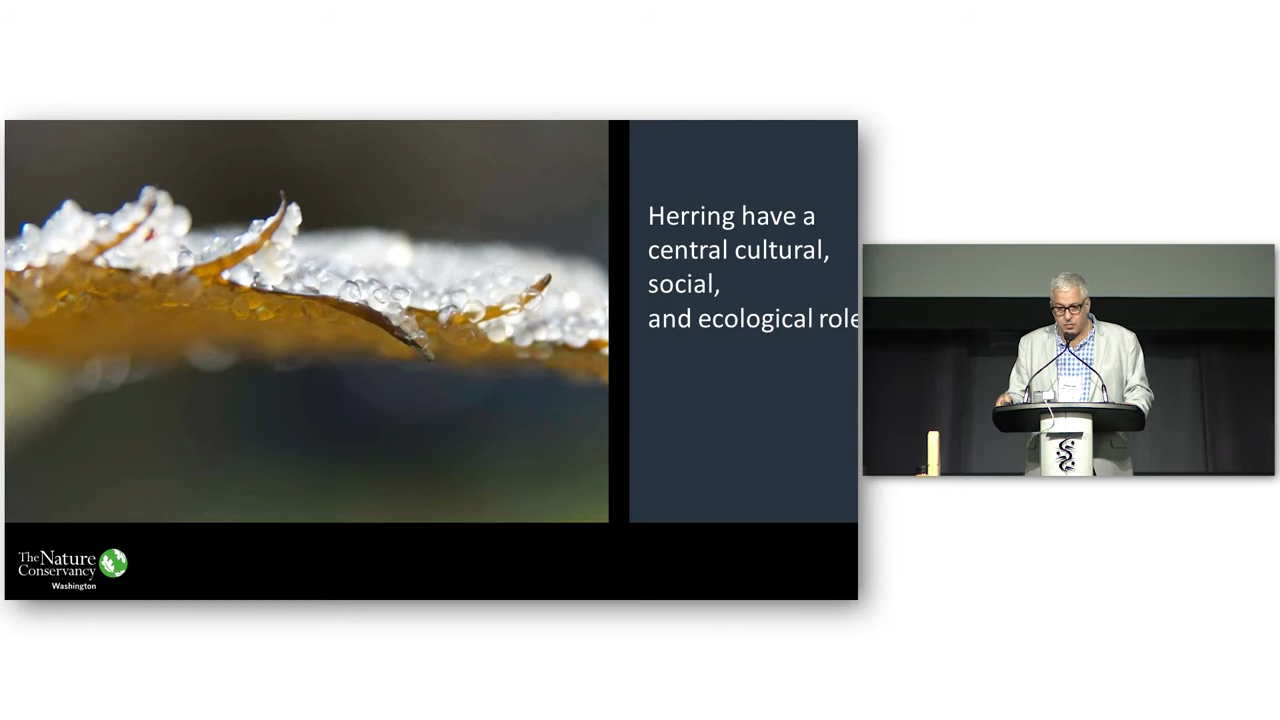 Herring have a
central cultural,
social,
and ecological role
The Nature
Conservancy
Washington